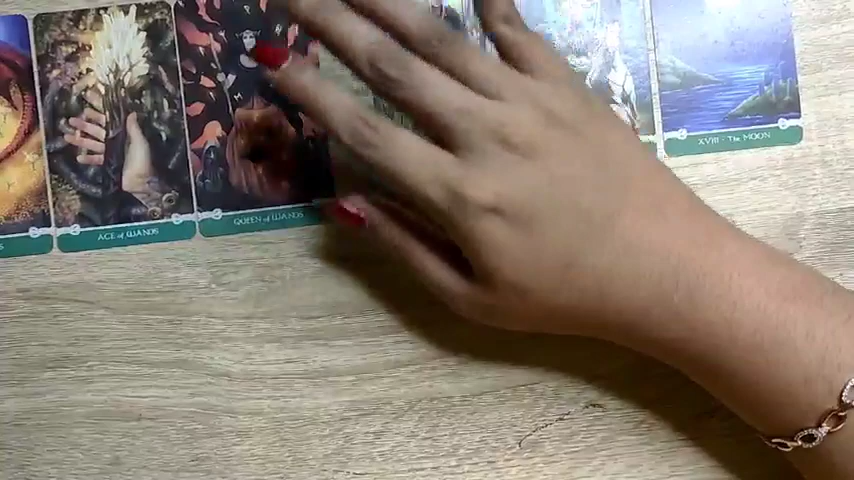 ACE of WANDS
QUEEN of WANDS
XVIII - The MOON